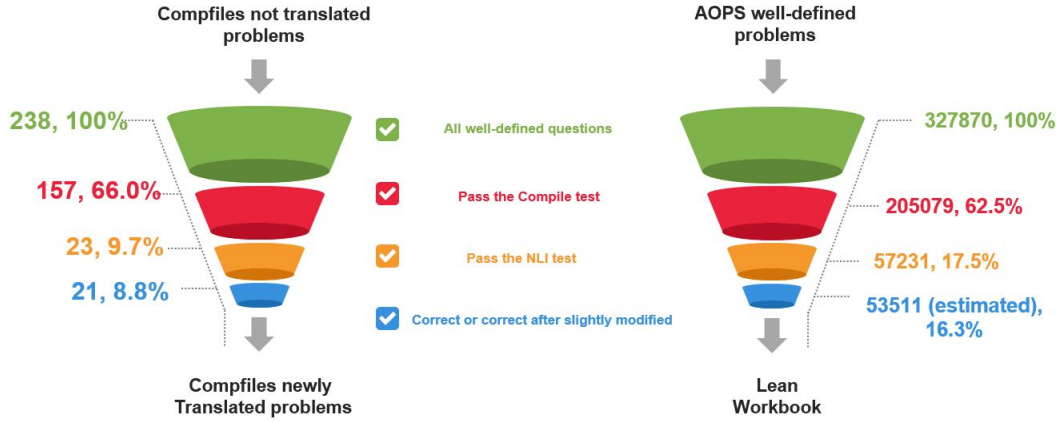 Compfiles not translated
problems
238, 100%
157, 66.0%
23, 9.7%
21, 8.8%
Compfiles newly
Translated problems
All well-defined questions
Pass the Compile test
Pass the NLI test
Correct or correct after slightly modified
AOPS well-defined
problems
327870, 100%
205079, 62.5%
57231, 17.5%
53511 (estimated),
16.3%
Lean
Workbook